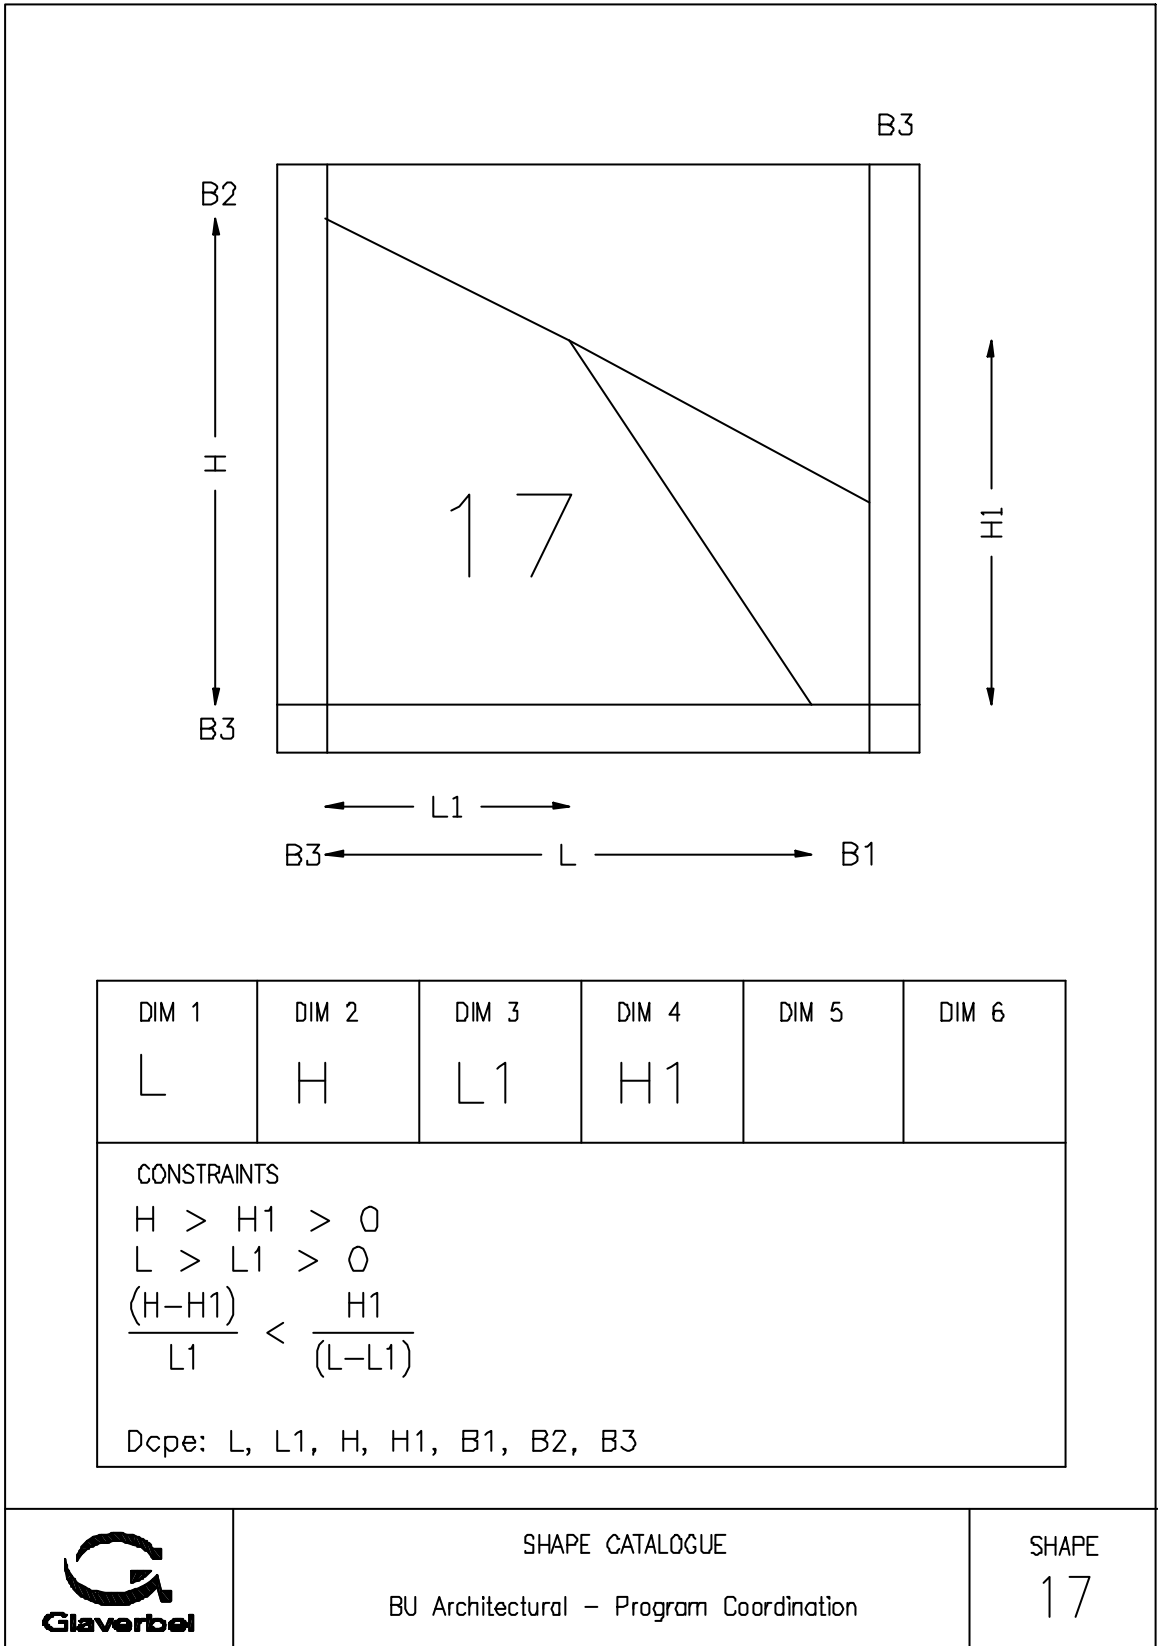 B3
B2
H
H1
17
B3
L1
B3 L B1
DIM 1 DIM 2 DIM 3 DIM 4 DIM 5 DIM 6
L H L1 H1
CONSTRAINTS
H > H1 > 0
L > L1 > 0
(H-H1) < H1
L1 (L-L1)
Dcpe: L, L1, H, H1, B1, B2, B3
SHAPE CATALOGUE
SHAPE
BU Architectural - Program Coordination
17
Glaverbel